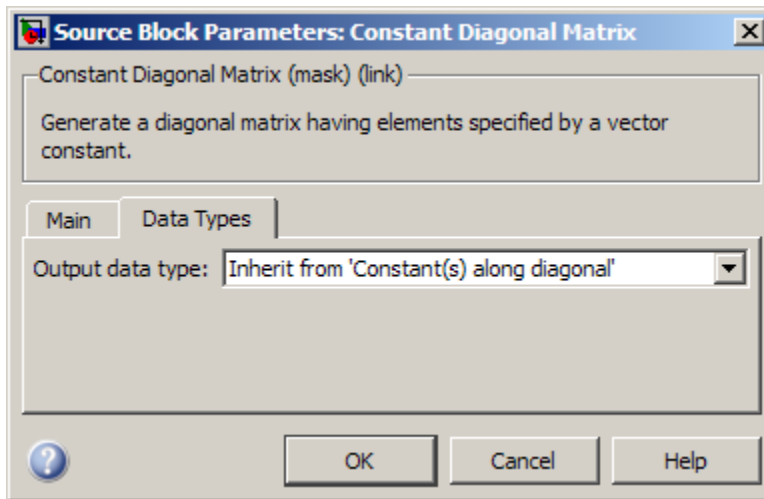 Source Block Parameters: Constant Diagonal Matrix
Constant Diagonal Matrix (mask) (link)
Generate a diagonal matrix having elements specified by a vector
constant.
Main Data Types
Output data type: Inherit from 'Constant(s) along diagonal'
OK Cancel Help